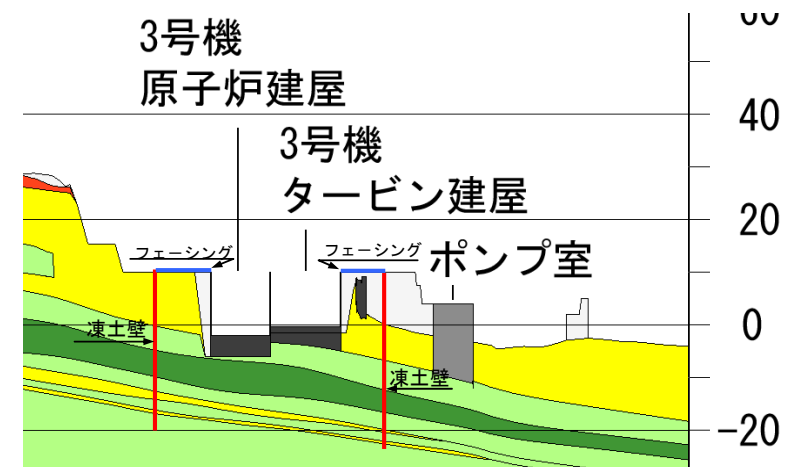 3号機
原子炉建屋
3号機
タービン建屋
フェーシング
フェーシング
ポンプ室
凍土壁
凍土壁
60
40
20
0
-20